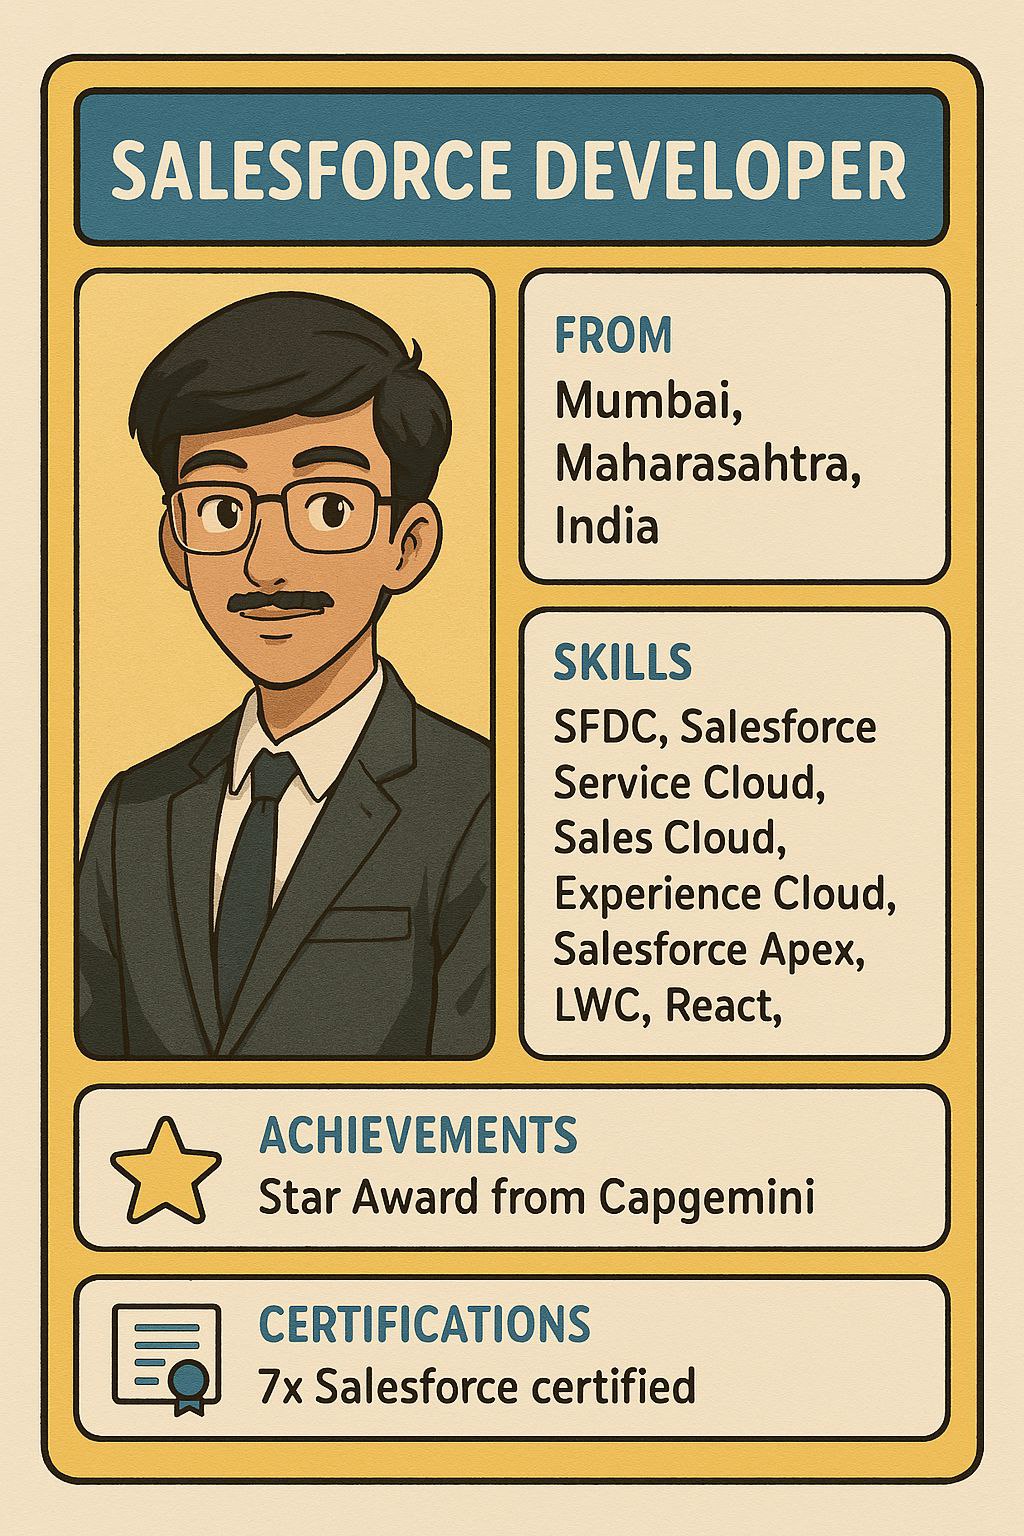 SALESFORCE DEVELOPER
FROM
Mumbai,
Maharasahtra,
India
SKILLS
SFDC, Salesforce
Service Cloud,
Sales Cloud,
Experience Cloud,
Salesforce Apex,
LWC, React,
ACHIEVEMENTS
Star Award from Capgemini
CERTIFICATIONS
7x Salesforce certified